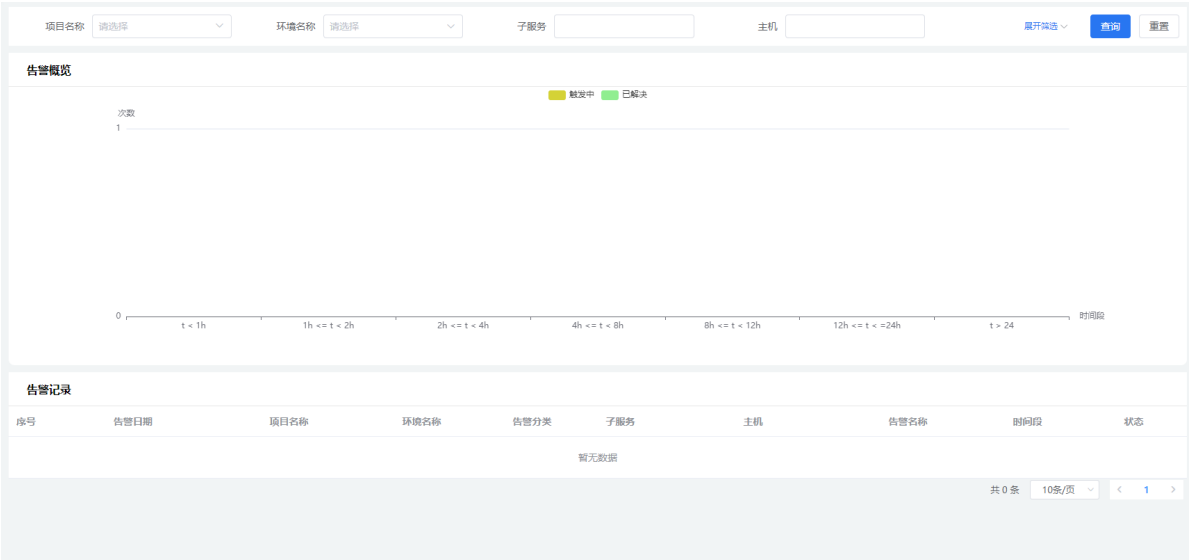 项目名称 请选择 环境名称 请选择 子服务 主机 展开筛选 查询 重置
告警概览
触发中 已解决
次数
1
0
t < 1h 1h <= t < 2h 2h <= t < 4h 4h <= t < 8h 8h <= t < 12h 12h <= t < =24h t > 24 时间段
告警记录
序号 告警日期 项目名称 环境名称 告警分类 子服务 主机 告警名称 时间段 状态
暂无数据
共 0 条 10条/页 < 1 >